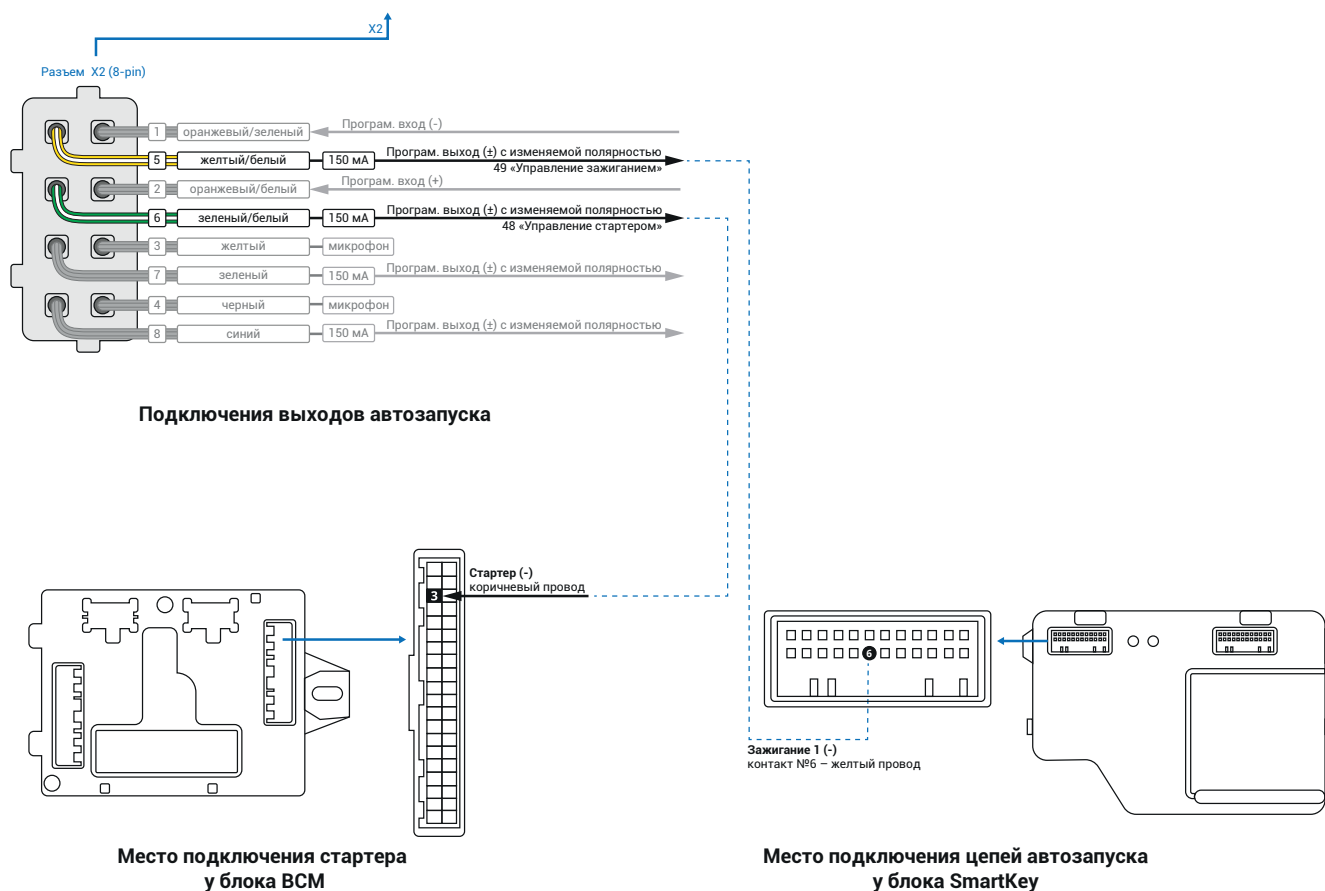 X2
Разъем X2 (8-pin)
1 оранжевый/зеленый Програм. вход (-)
5 желтый/белый 150 мА Програм. выход (±) с изменяемой полярностью
49 «Управление зажиганием»
2 оранжевый/белый Програм. вход (+)
6 зеленый/белый 150 мА Програм. выход (±) с изменяемой полярностью
48 «Управление стартером»
3 желтый микрофон
7 зеленый 150 мА Програм. выход (±) с изменяемой полярностью
4 черный микрофон
8 синий 150 мА Програм. выход (±) с изменяемой полярностью
Подключения выходов автозапуска
Стартер (-)
коричневый провод
3
6
Зажигание 1 (-)
контакт №6 – желтый провод
Место подключения стартера
у блока BCM
Место подключения цепей автозапуска
у блока SmartKey